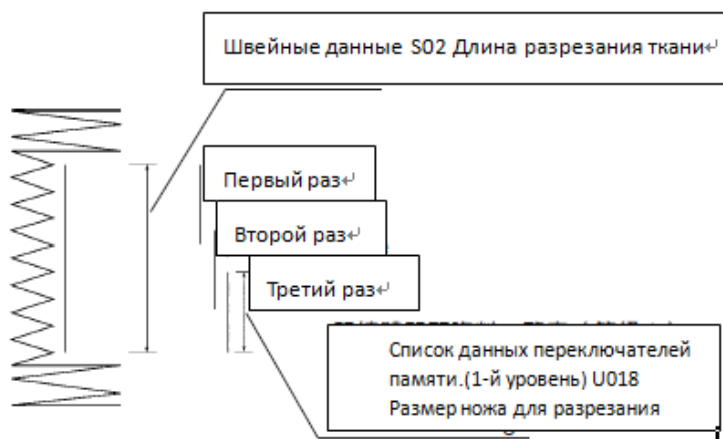 Швейные данные S02 Длина разрезания ткани↵
Первый раз↵
Второй раз↵
Третий раз↵
Список данных переключателей
памяти.(1-й уровень) U018
Размер ножа для разрезания